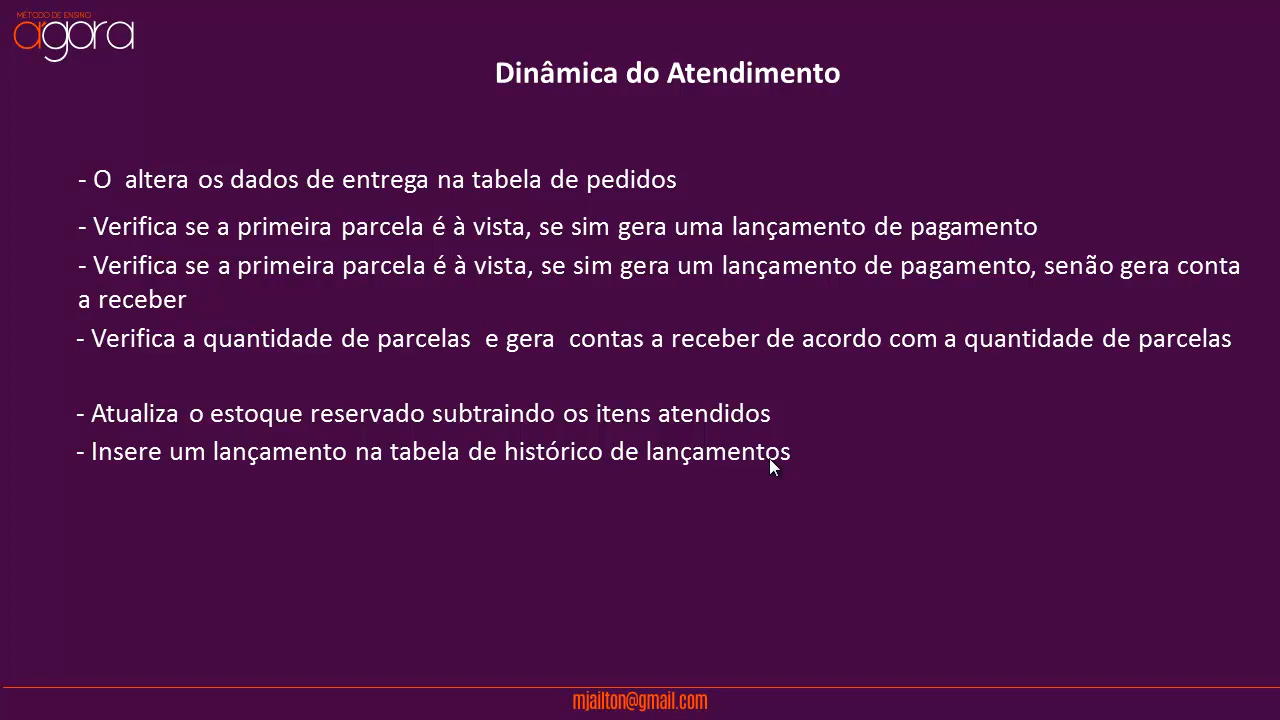 MÉTODO DE ENSINO
agora
Dinâmica do Atendimento
- O altera os dados de entrega na tabela de pedidos
- Verifica se a primeira parcela é à vista, se sim gera uma lançamento de pagamento
- Verifica se a primeira parcela é à vista, se sim gera um lançamento de pagamento, senão gera conta
a receber
- Verifica a quantidade de parcelas e gera contas a receber de acordo com a quantidade de parcelas
- Atualiza o estoque reservado subtraindo os itens atendidos
- Insere um lançamento na tabela de histórico de lançamentos
mjailton@gmail.com